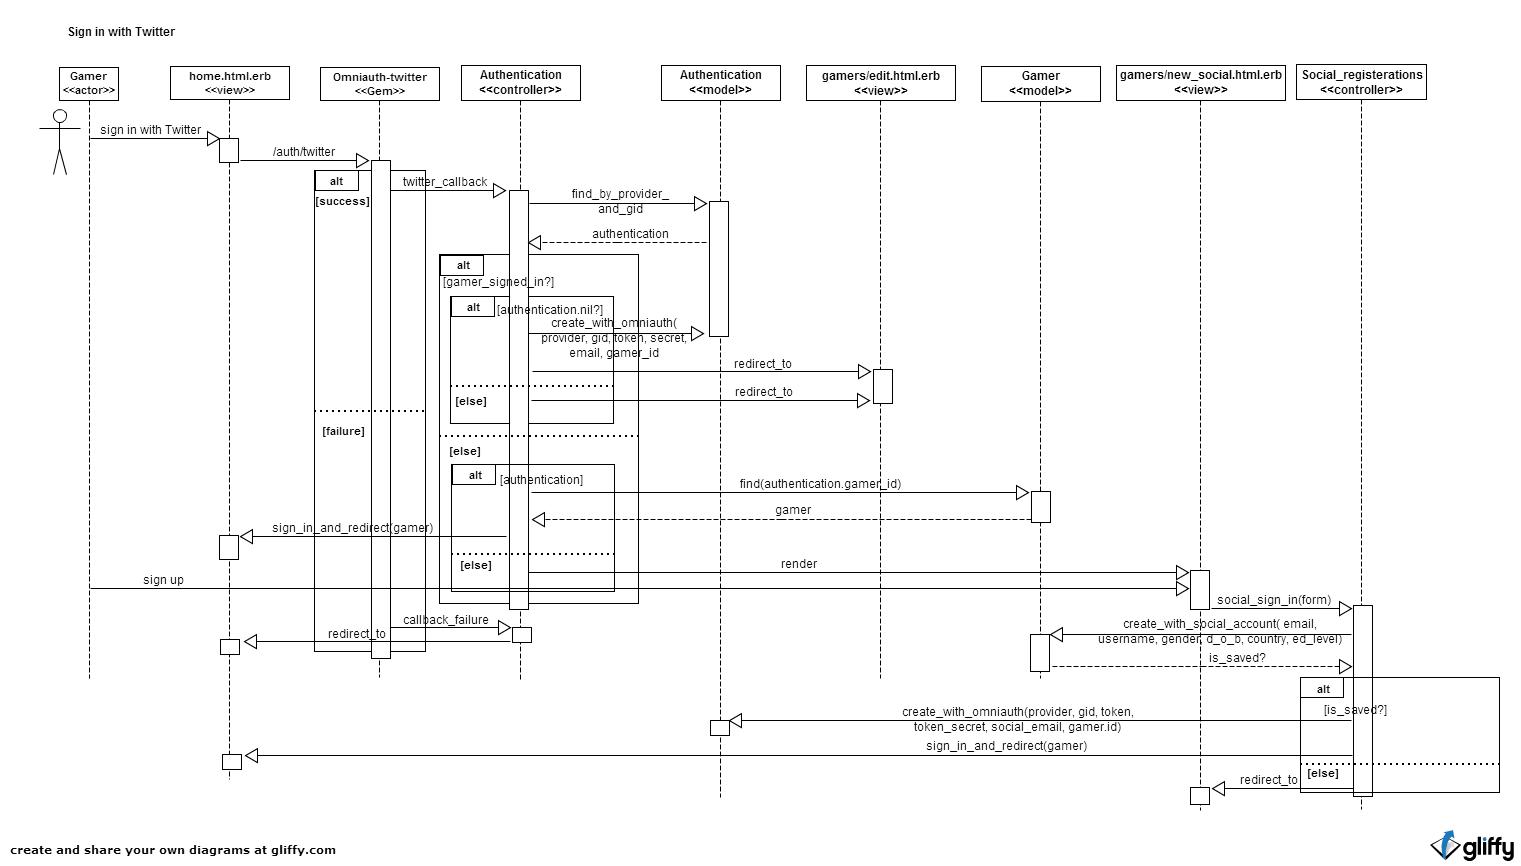 Sign in with Twitter
Gamer
<<actor>>
home.html.erb
<<view>>
Omniauth-twitter
<<Gem>>
Authentication
<<controller>>
Authentication
<<model>>
gamers/edit.html.erb
<<view>>
Gamer
<<model>>
gamers/new_social.html.erb
<<view>>
Social_registerations
<<controller>>
sign in with Twitter
/auth/twitter
alt
[success]
twitter_callback
find_by_provider_
and_gid
authentication
alt
[gamer_signed_in?]
alt
[authentication.nil?]
create_with_omniauth(
provider, gid, token, secret,
email, gamer_id
redirect_to
redirect_to
[else]
[failure]
[else]
alt
[authentication]
find(authentication.gamer_id)
gamer
sign_in_and_redirect(gamer)
[else]
render
sign up
social_sign_in(form)
callback_failure
redirect_to
create_with_social_account( email,
username, gender, d_o_b, country, ed_level)
is_saved?
alt
[is_saved?]
create_with_omniauth(provider, gid, token,
token_secret, social_email, gamer.id)
sign_in_and_redirect(gamer)
[else]
redirect_to
create and share your own diagrams at gliffy.com
gliffy